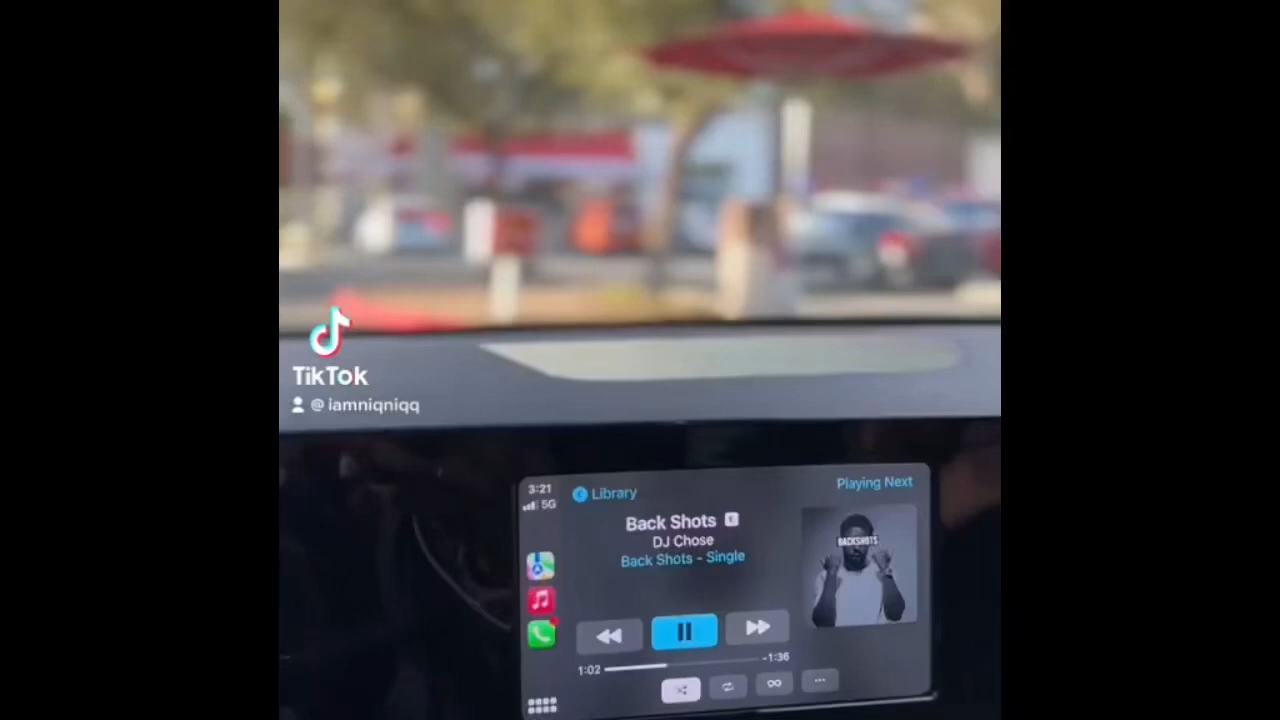 TikTok
@iamniqniqq
3:21
5G
Library
Playing Next
Back Shots E
DJ Chose
Back Shots - Single
BACKSHOTS
1:02
-1:36